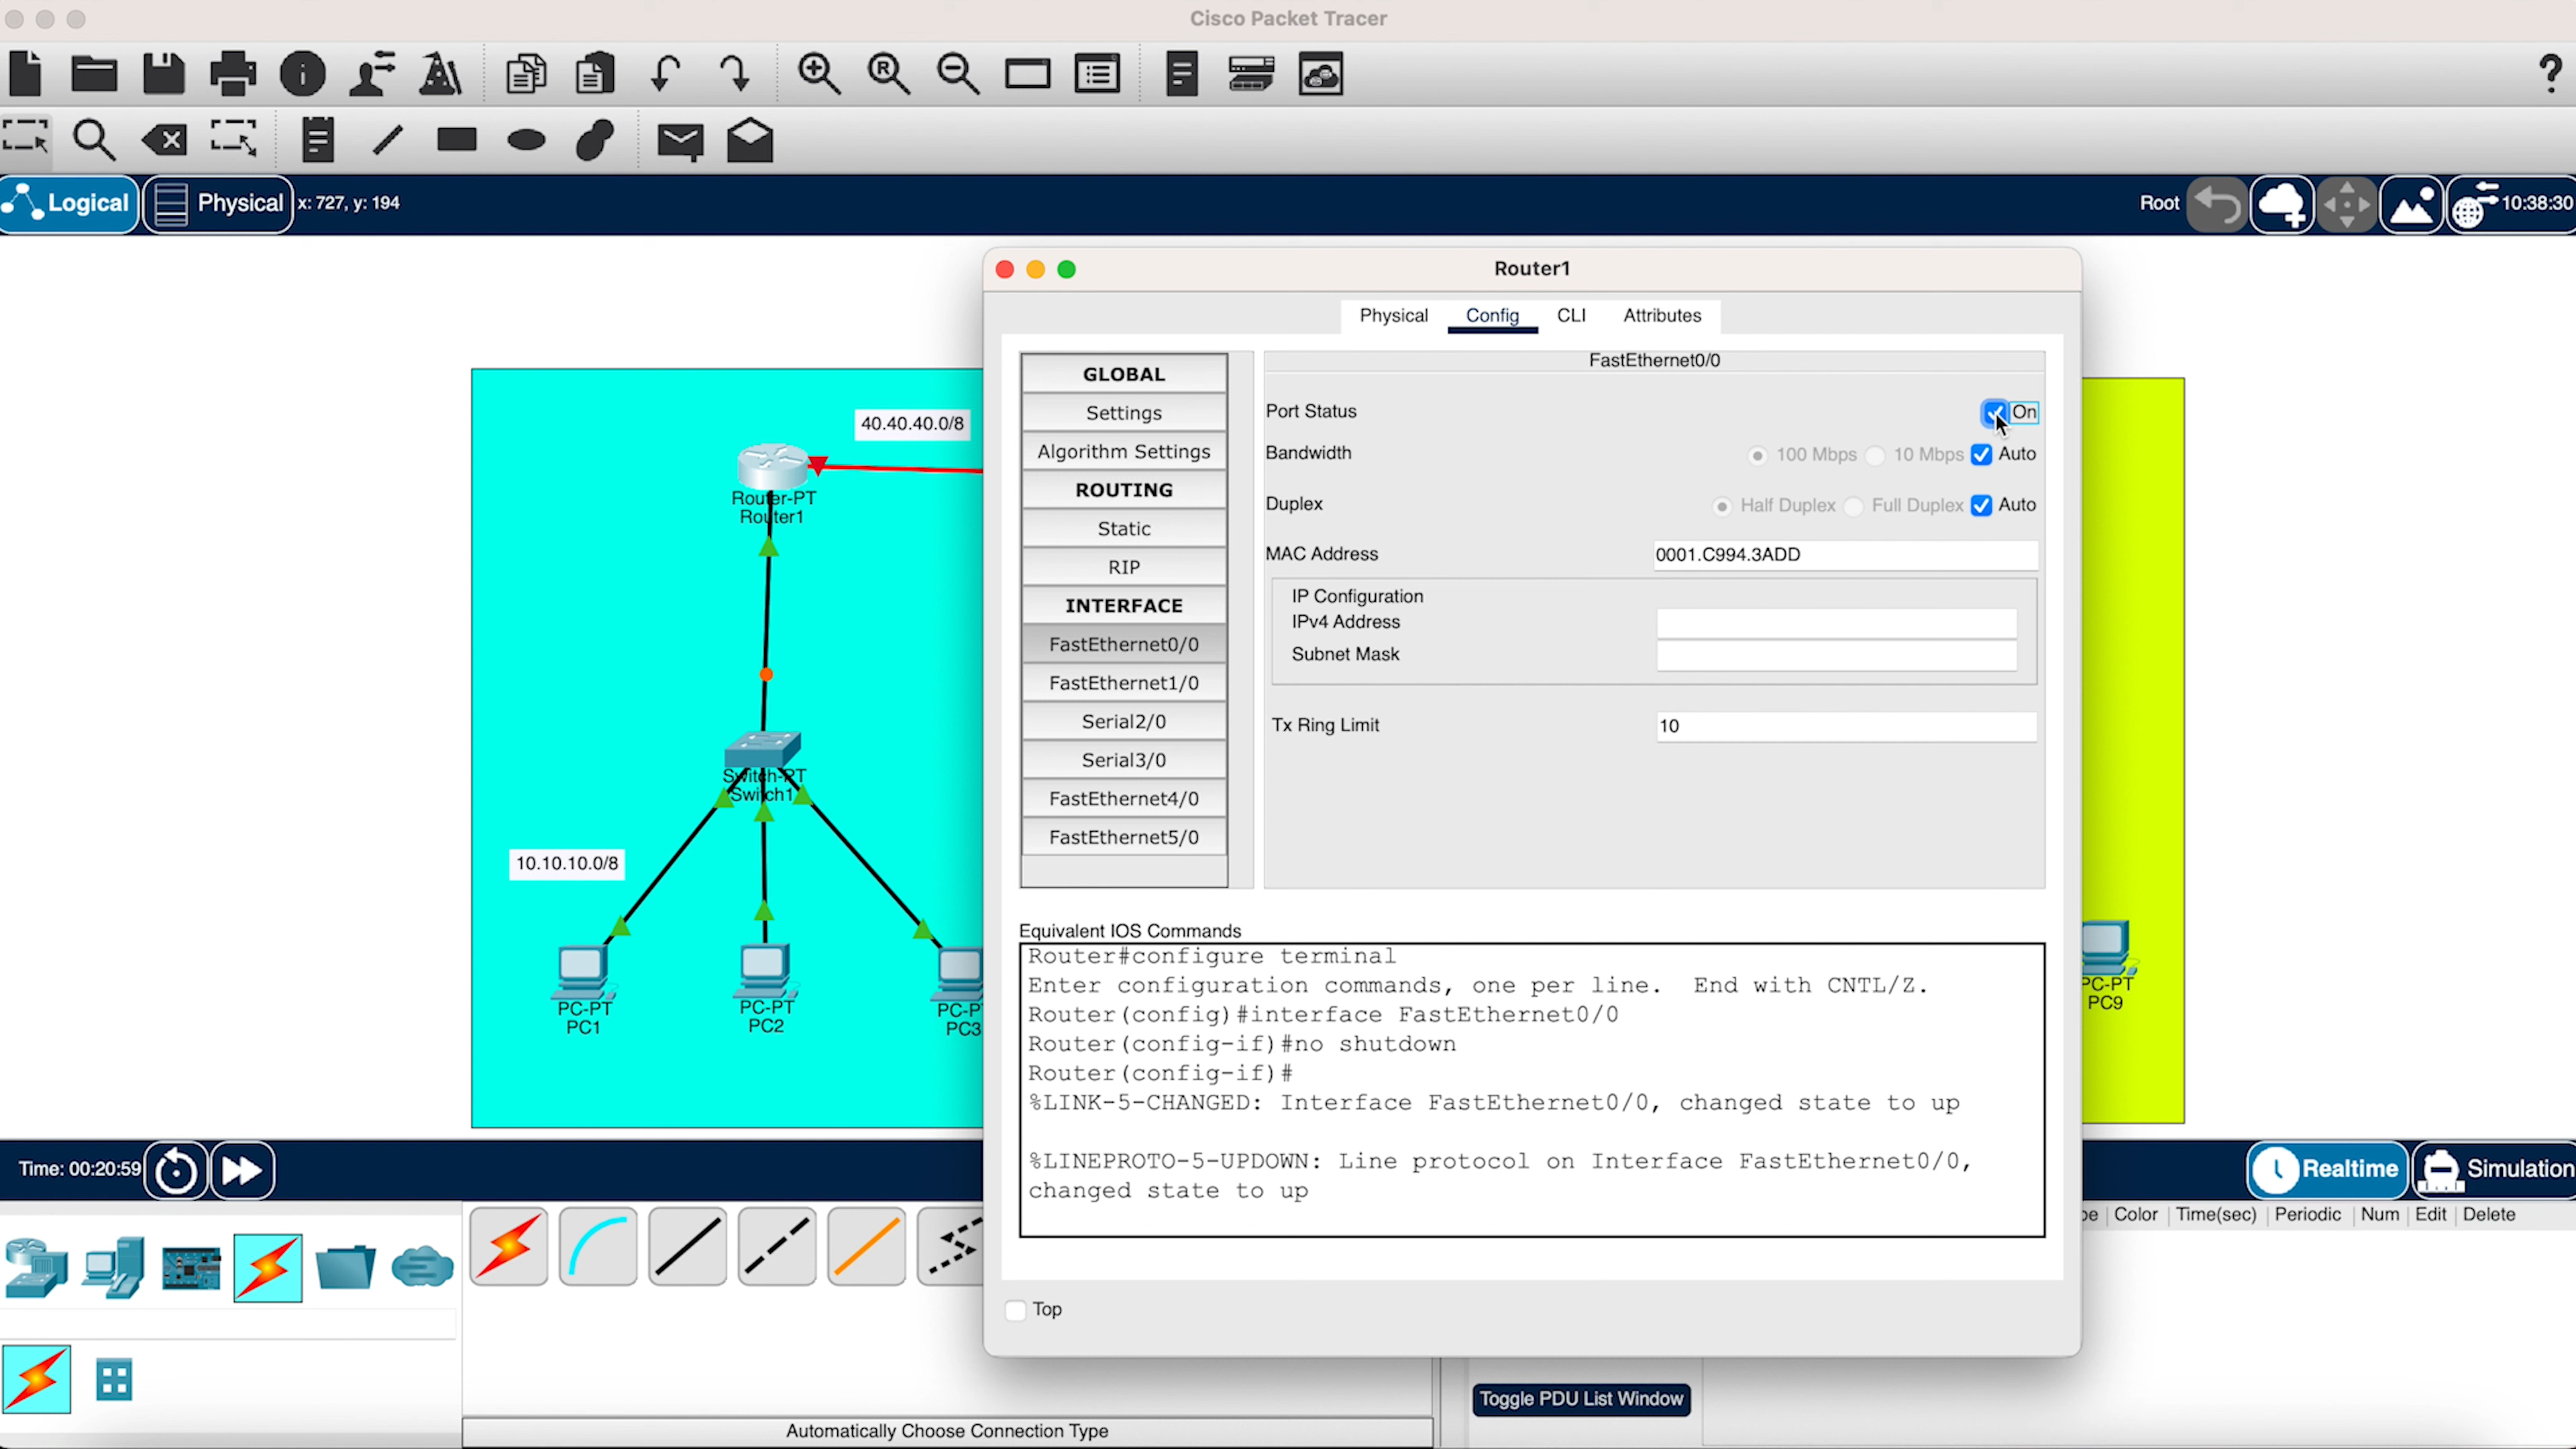 Cisco Packet Tracer
Logical
Physical
x: 727, y: 194
Root
10:38:30
Router1
Physical
Config
CLI
Attributes
GLOBAL
Settings
Algorithm Settings
ROUTING
Static
RIP
INTERFACE
FastEthernet0/0
FastEthernet1/0
Serial2/0
Serial3/0
FastEthernet4/0
FastEthernet5/0
FastEthernet0/0
Port Status
On
Bandwidth
100 Mbps
10 Mbps
Auto
Duplex
Half Duplex
Full Duplex
Auto
MAC Address
0001.C994.3ADD
IP Configuration
IPv4 Address
Subnet Mask
Tx Ring Limit
10
Equivalent IOS Commands
Router#configure terminal
Enter configuration commands, one per line. End with CNTL/Z.
Router(config)#interface FastEthernet0/0
Router(config-if)#no shutdown
Router(config-if)#
%LINK-5-CHANGED: Interface FastEthernet0/0, changed state to up
%LINEPROTO-5-UPDOWN: Line protocol on Interface FastEthernet0/0,
changed state to up
Top
40.40.40.0/8
Router-PT
Router1
Switch-PT
Switch1
10.10.10.0/8
PC-PT
PC1
PC-PT
PC2
PC-P
PC3
PC-PT
PC9
Time: 00:20:59
Realtime
Simulation
pe
Color
Time(sec)
Periodic
Num
Edit
Delete
Toggle PDU List Window
Automatically Choose Connection Type